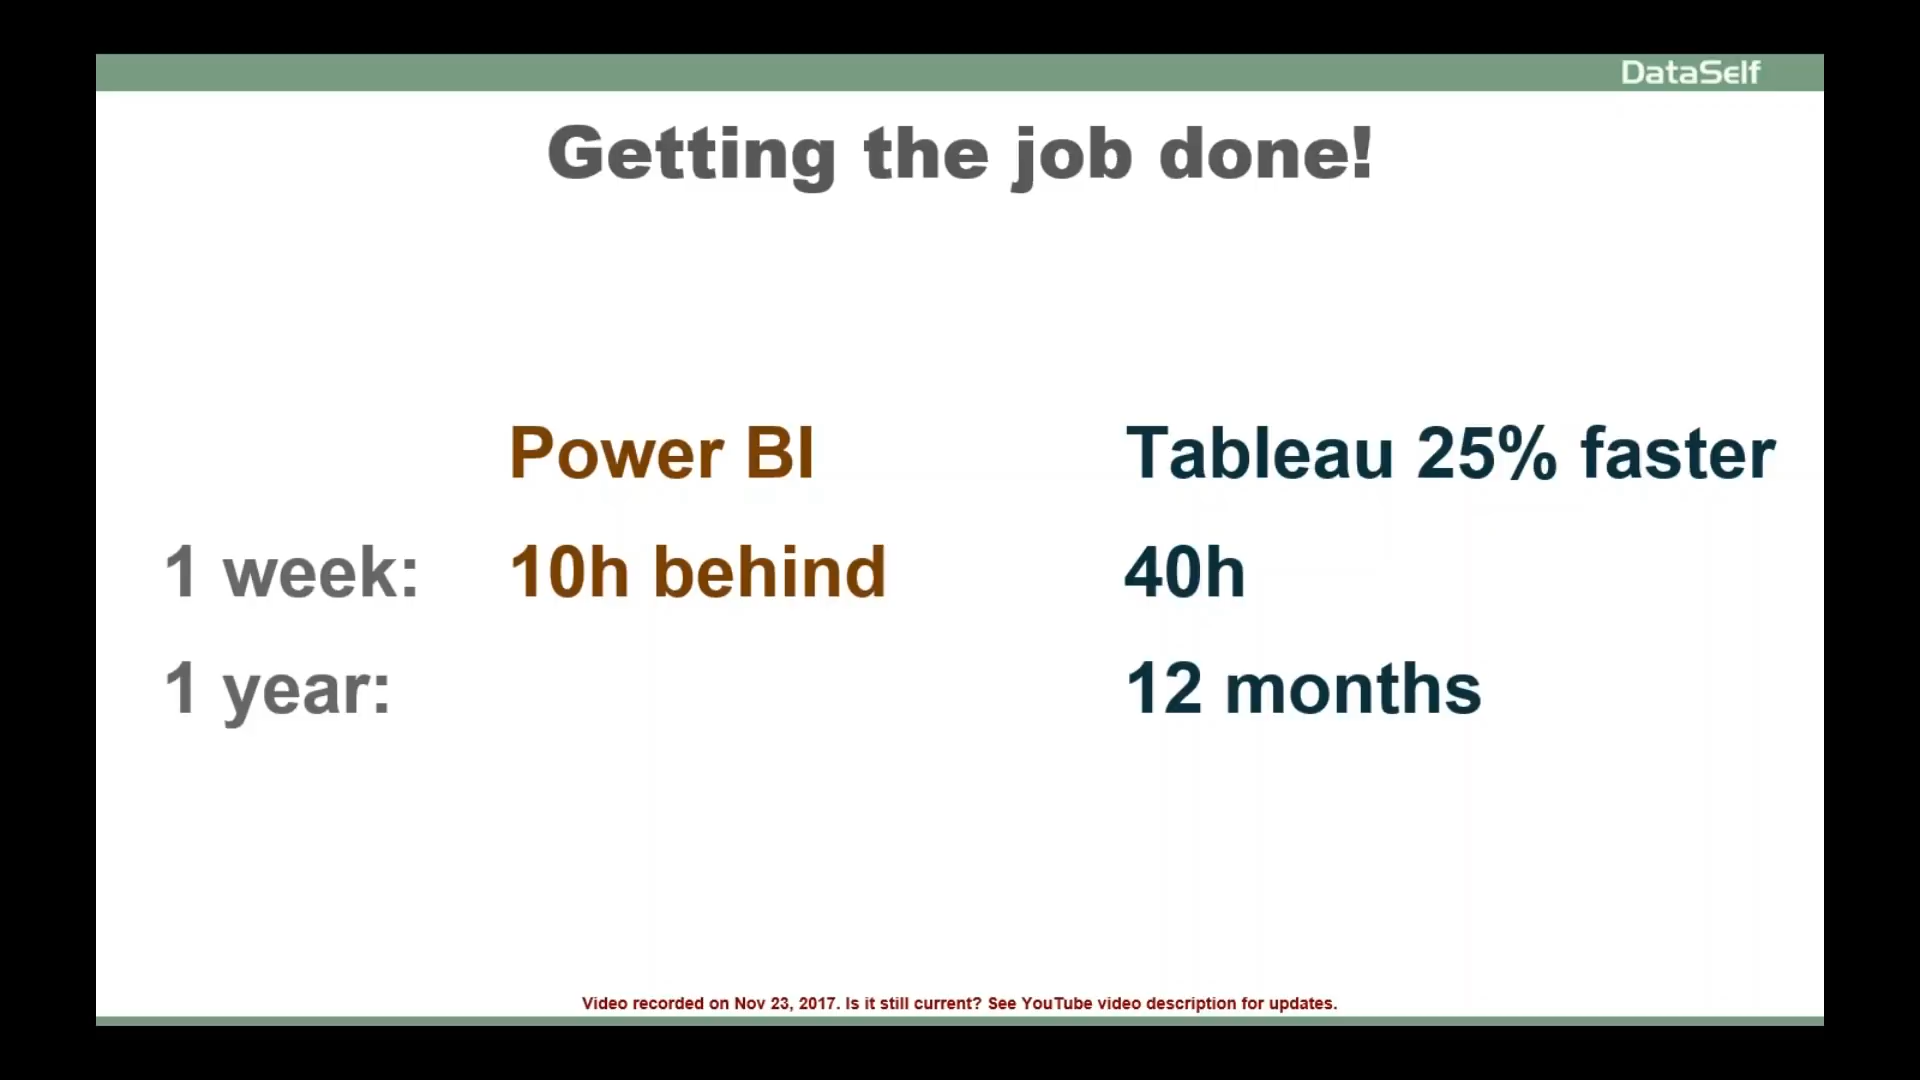 DataSelf
Getting the job done!
Power BI Tableau 25% faster
1 week: 10h behind 40h
1 year: 12 months
Video recorded on Nov 23, 2017. Is it still current? See YouTube video description for updates.